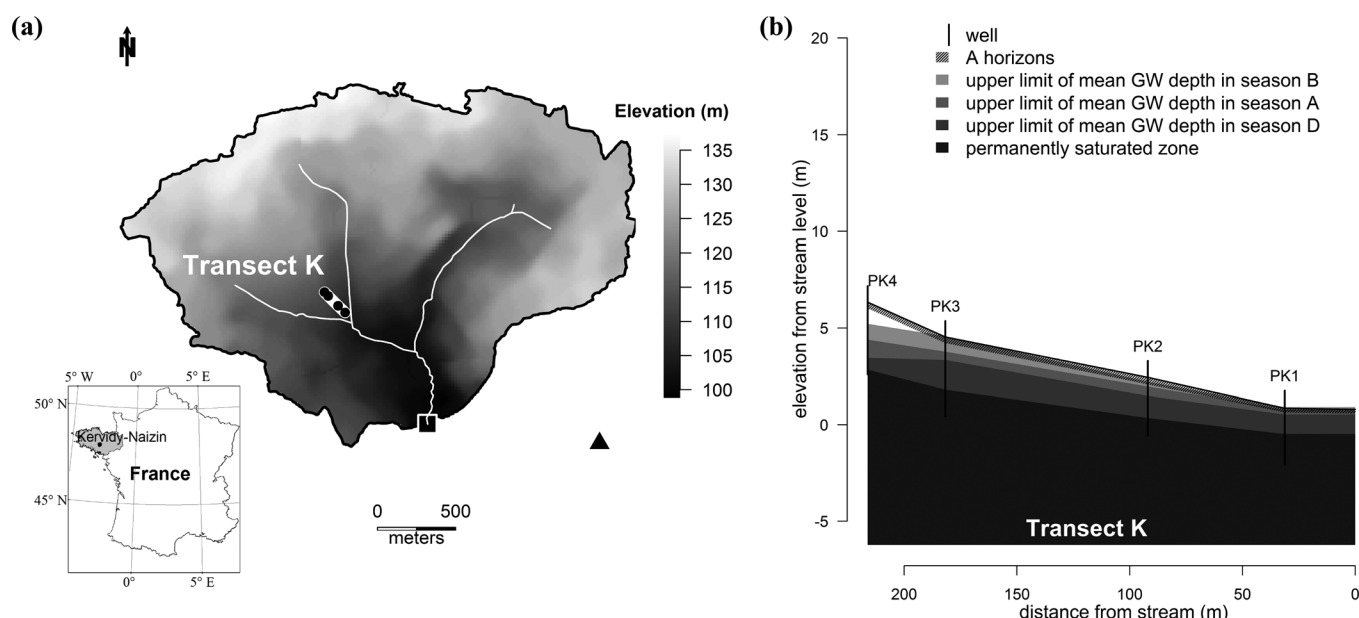 (a)
N
Elevation (m)
135
130
125
120
115
110
105
100
Transect K
5° W
0°
5° E
50° N
Kervidy-Naizin
France
45° N
0°
5° E
0
500
meters
(b)
well
A horizons
upper limit of mean GW depth in season B
upper limit of mean GW depth in season A
upper limit of mean GW depth in season D
permanently saturated zone
20
15
10
5
0
-5
elevation from stream level (m)
PK4
PK3
PK2
PK1
Transect K
200
150
100
50
0
distance from stream (m)